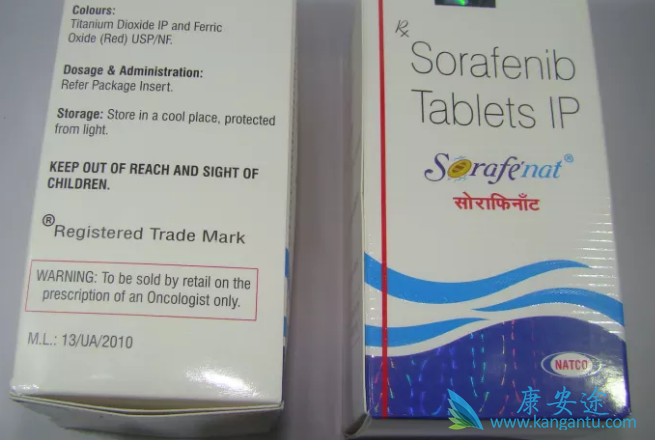 Colours:
Titanium Dioxide IP and Ferric
Oxide (Red) USP/NF.
Dosage & Administration:
Refer Package Insert.
Storage: Store in a cool place, protected
from light.
KEEP OUT OF REACH AND SIGHT OF
CHILDREN.
®Registered Trade Mark
WARNING: To be sold by retail on the
prescription of an Oncologist only.
M.L.: 13/UA/2010
Rx
Sorafenib
Tablets IP
Sorafenat®
सोराफिनॉंट
NATCO
康安途
www.kangantu.com